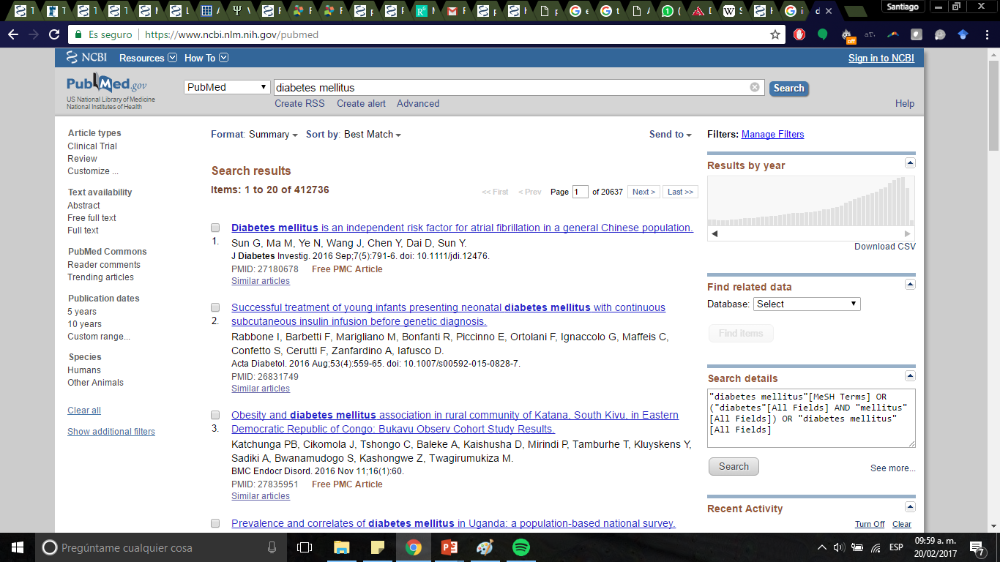 Santiago
Es seguro https://www.ncbi.nlm.nih.gov/pubmed
NCBI Resources How To Sign in to NCBI
PubMed.gov
US National Library of Medicine
National Institutes of Health
PubMed diabetes mellitus Search
Create RSS Create alert Advanced Help
Article types
Clinical Trial
Review
Customize ...
Text availability
Abstract
Free full text
Full text
PubMed Commons
Reader comments
Trending articles
Publication dates
5 years
10 years
Custom range...
Species
Humans
Other Animals
Clear all
Show additional filters
Format: Summary Sort by: Best Match Send to
Search results
Items: 1 to 20 of 412736
<< First < Prev Page 1 of 20637 Next > Last >>
Diabetes mellitus is an independent risk factor for atrial fibrillation in a general Chinese population.
1. Sun G, Ma M, Ye N, Wang J, Chen Y, Dai D, Sun Y.
J Diabetes Investig. 2016 Sep;7(5):791-6. doi: 10.1111/jdi.12476.
PMID: 27180678 Free PMC Article
Similar articles
Successful treatment of young infants presenting neonatal diabetes mellitus with continuous
2. subcutaneous insulin infusion before genetic diagnosis.
Rabbone I, Barbetti F, Marigliano M, Bonfanti R, Piccinno E, Ortolani F, Ignaccolo G, Maffeis C,
Confetto S, Cerutti F, Zanfardino A, Iafusco D.
Acta Diabetol. 2016 Aug;53(4):559-65. doi: 10.1007/s00592-015-0828-7.
PMID: 26831749
Similar articles
Obesity and diabetes mellitus association in rural community of Katana, South Kivu, in Eastern
3. Democratic Republic of Congo: Bukavu Observ Cohort Study Results.
Katchunga PB, Cikomola J, Tshongo C, Baleke A, Kaishusha D, Mirindi P, Tamburhe T, Kluyskens Y,
Sadiki A, Bwanamudogo S, Kashongwe Z, Twagirumukiza M.
BMC Endocr Disord. 2016 Nov 11;16(1):60.
PMID: 27835951 Free PMC Article
Similar articles
Prevalence and correlates of diabetes mellitus in Uganda: a population-based national survey.
Filters: Manage Filters
Results by year
Download CSV
Find related data
Database: Select
Find items
Search details
"diabetes mellitus"[MeSH Terms] OR
("diabetes"[All Fields] AND "mellitus"
[All Fields]) OR "diabetes mellitus"
[All Fields]
Search See more...
Recent Activity
Turn Off Clear
Pregúntame cualquier cosa
ESP
09:59 a. m.
20/02/2017
7